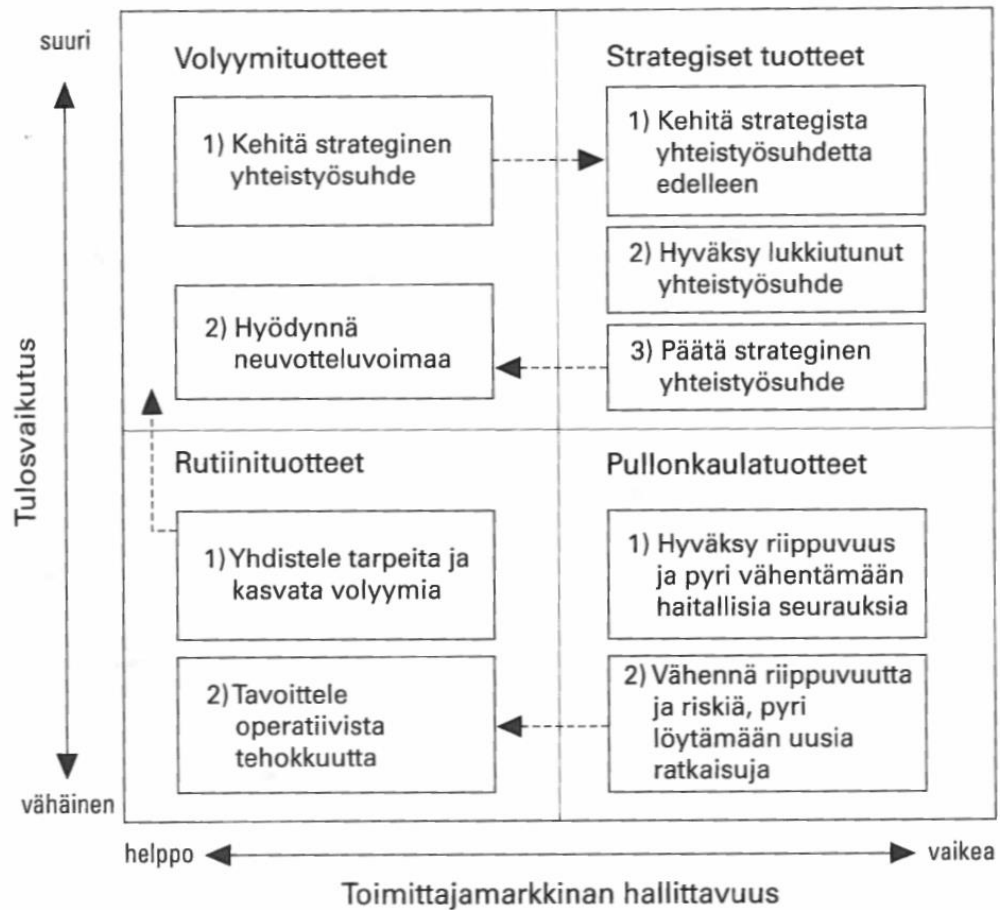 suuri
Volyymituotteet
1) Kehitä strateginen
yhteistyösuhde
2) Hyödynnä
neuvotteluvoimaa
Strategiset tuotteet
1) Kehitä strategista
yhteistyösuhdetta
edelleen
2) Hyväksy lukkiutunut
yhteistyösuhde
3) Päätä strateginen
yhteistyösuhde
Tulosvaikutus
Rutiinituotteet
1) Yhdistele tarpeita ja
kasvata volyymia
2) Tavoittele
operatiivista
tehokkuutta
Pullonkaulatuotteet
1) Hyväksy riippuvuus
ja pyri vähentämään
haitallisia seurauksia
2) Vähennä riippuvuutta
ja riskiä, pyri
löytämään uusia
ratkaisuja
vähäinen
helppo
vaikea
Toimittajamarkkinan hallittavuus